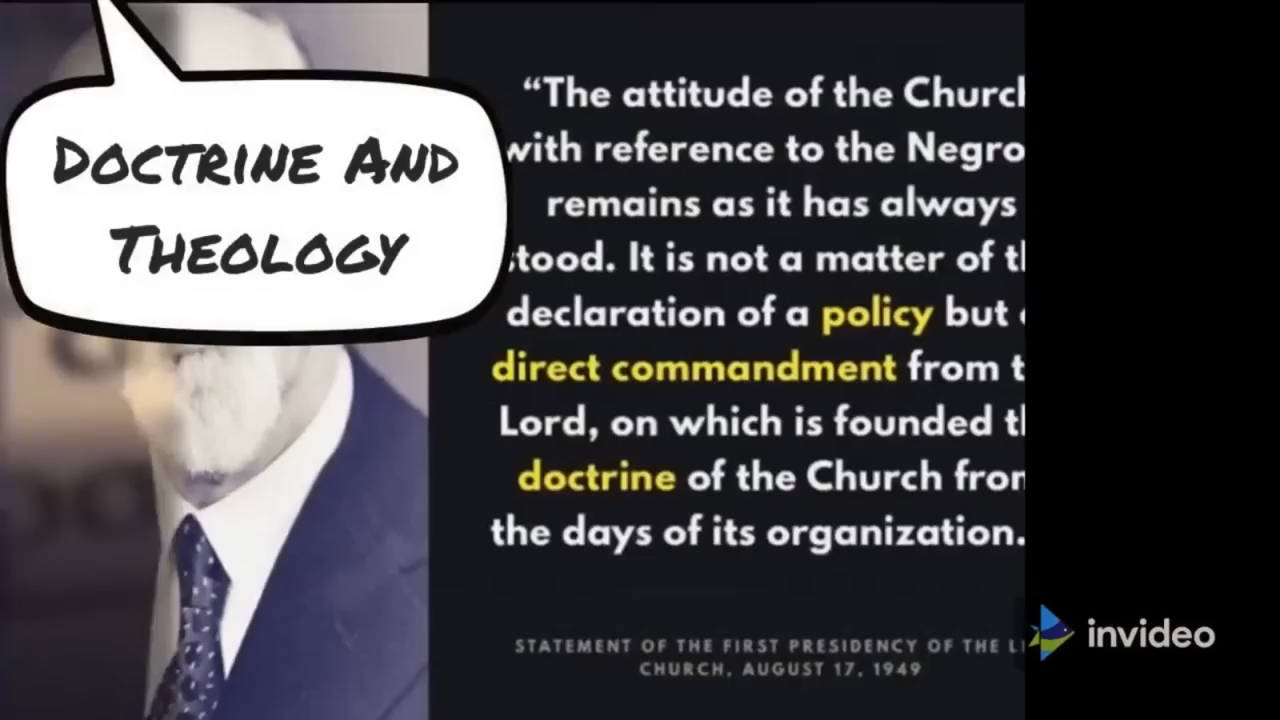 DOCTRINE AND
THEOLOGY
“The attitude of the Church
with reference to the Negro
remains as it has always
stood. It is not a matter of
declaration of a policy but
direct commandment from
Lord, on which is founded
doctrine of the Church from
the days of its organization.
STATEMENT OF THE FIRST PRESIDENCY OF THE
CHURCH, AUGUST 17, 1949
invideo